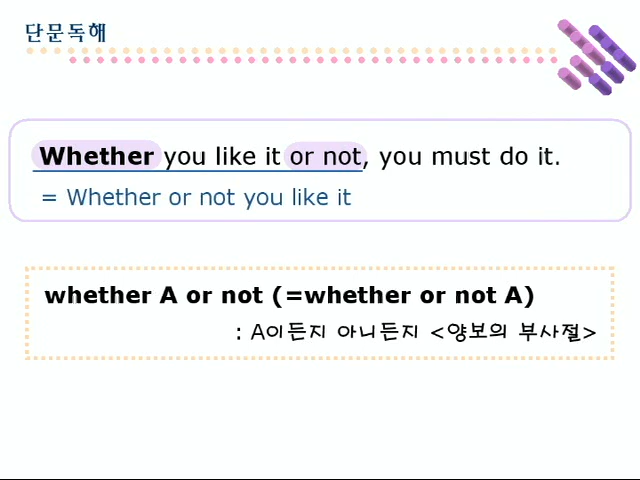 단문독해
Whether you like it or not, you must do it.
= Whether or not you like it
whether A or not (=whether or not A)
: A이든지 아니든지 <양보의 부사절>